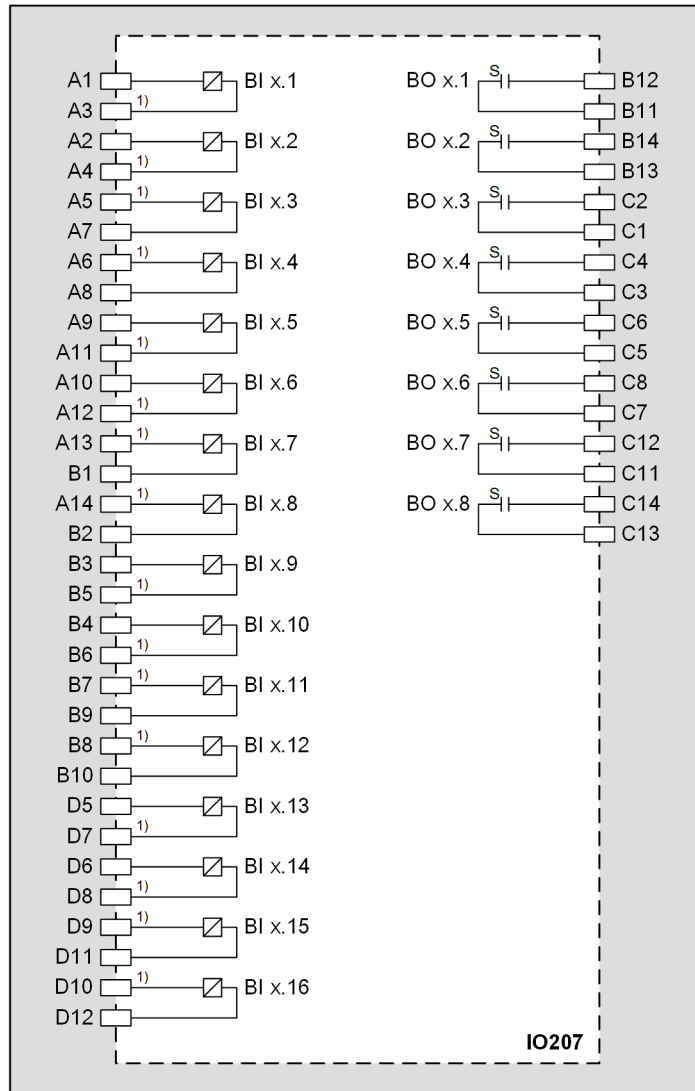 A1 BI x.1 BO x.1 S B12
A3 1) B11
A2 BI x.2 BO x.2 S B14
A4 1) B13
A5 1) BI x.3 BO x.3 S C2
A7 C1
A6 1) BI x.4 BO x.4 S C4
A8 C3
A9 BI x.5 BO x.5 S C6
A11 1) C5
A10 BI x.6 BO x.6 S C8
A12 1) C7
A13 1) BI x.7 BO x.7 S C12
B1 C11
A14 1) BI x.8 BO x.8 S C14
B2 C13
B3 BI x.9
B5 1)
B4 BI x.10
B6 1)
B7 1) BI x.11
B9
B8 1) BI x.12
B10
D5 BI x.13
D7 1)
D6 BI x.14
D8 1)
D9 1) BI x.15
D11
D10 1) BI x.16
D12
IO207